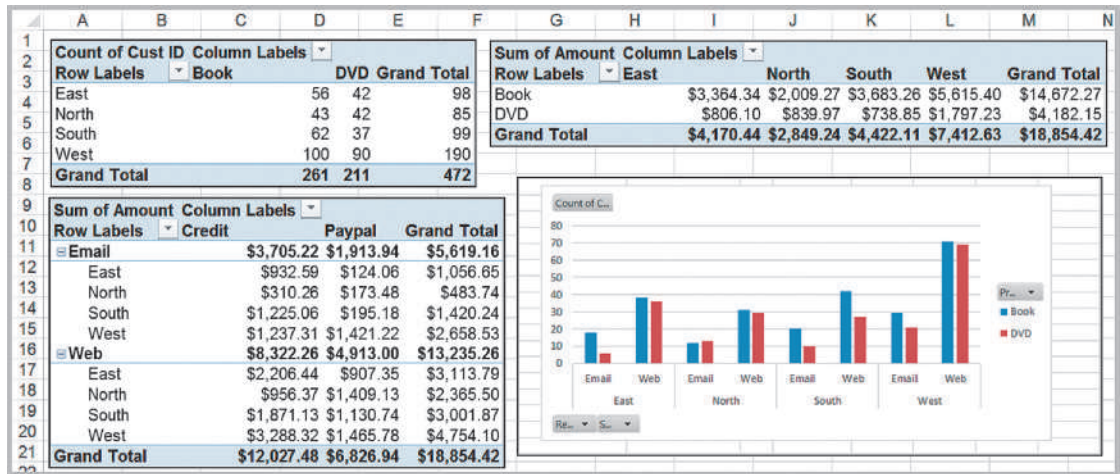 A B C D E F G H I J K L M N
1
2
3
4
5
6
7
8
9
10
11
12
13
14
15
16
17
18
19
20
21
22
Count of Cust ID Column Labels
Row Labels Book DVD Grand Total
East 56 42 98
North 43 42 85
South 62 37 99
West 100 90 190
Grand Total 261 211 472
Sum of Amount Column Labels
Row Labels East North South West Grand Total
Book $3,364.34 $2,009.27 $3,683.26 $5,615.40 $14,672.27
DVD $806.10 $839.97 $738.85 $1,797.23 $4,182.15
Grand Total $4,170.44 $2,849.24 $4,422.11 $7,412.63 $18,854.42
Sum of Amount Column Labels
Row Labels Credit Paypal Grand Total
Email $3,705.22 $1,913.94 $5,619.16
East $932.59 $124.06 $1,056.65
North $310.26 $173.48 $483.74
South $1,225.06 $195.18 $1,420.24
West $1,237.31 $1,421.22 $2,658.53
Web $8,322.26 $4,913.00 $13,235.26
East $2,206.44 $907.35 $3,113.79
North $956.37 $1,409.13 $2,365.50
South $1,871.13 $1,130.74 $3,001.87
West $3,288.32 $1,465.78 $4,754.10
Grand Total $12,027.48 $6,826.94 $18,854.42
Count of C...
80
70
60
50
40
30
20
10
0
Pr...
Book
DVD
Email Web Email Web Email Web Email Web
East North South West
Re... S...